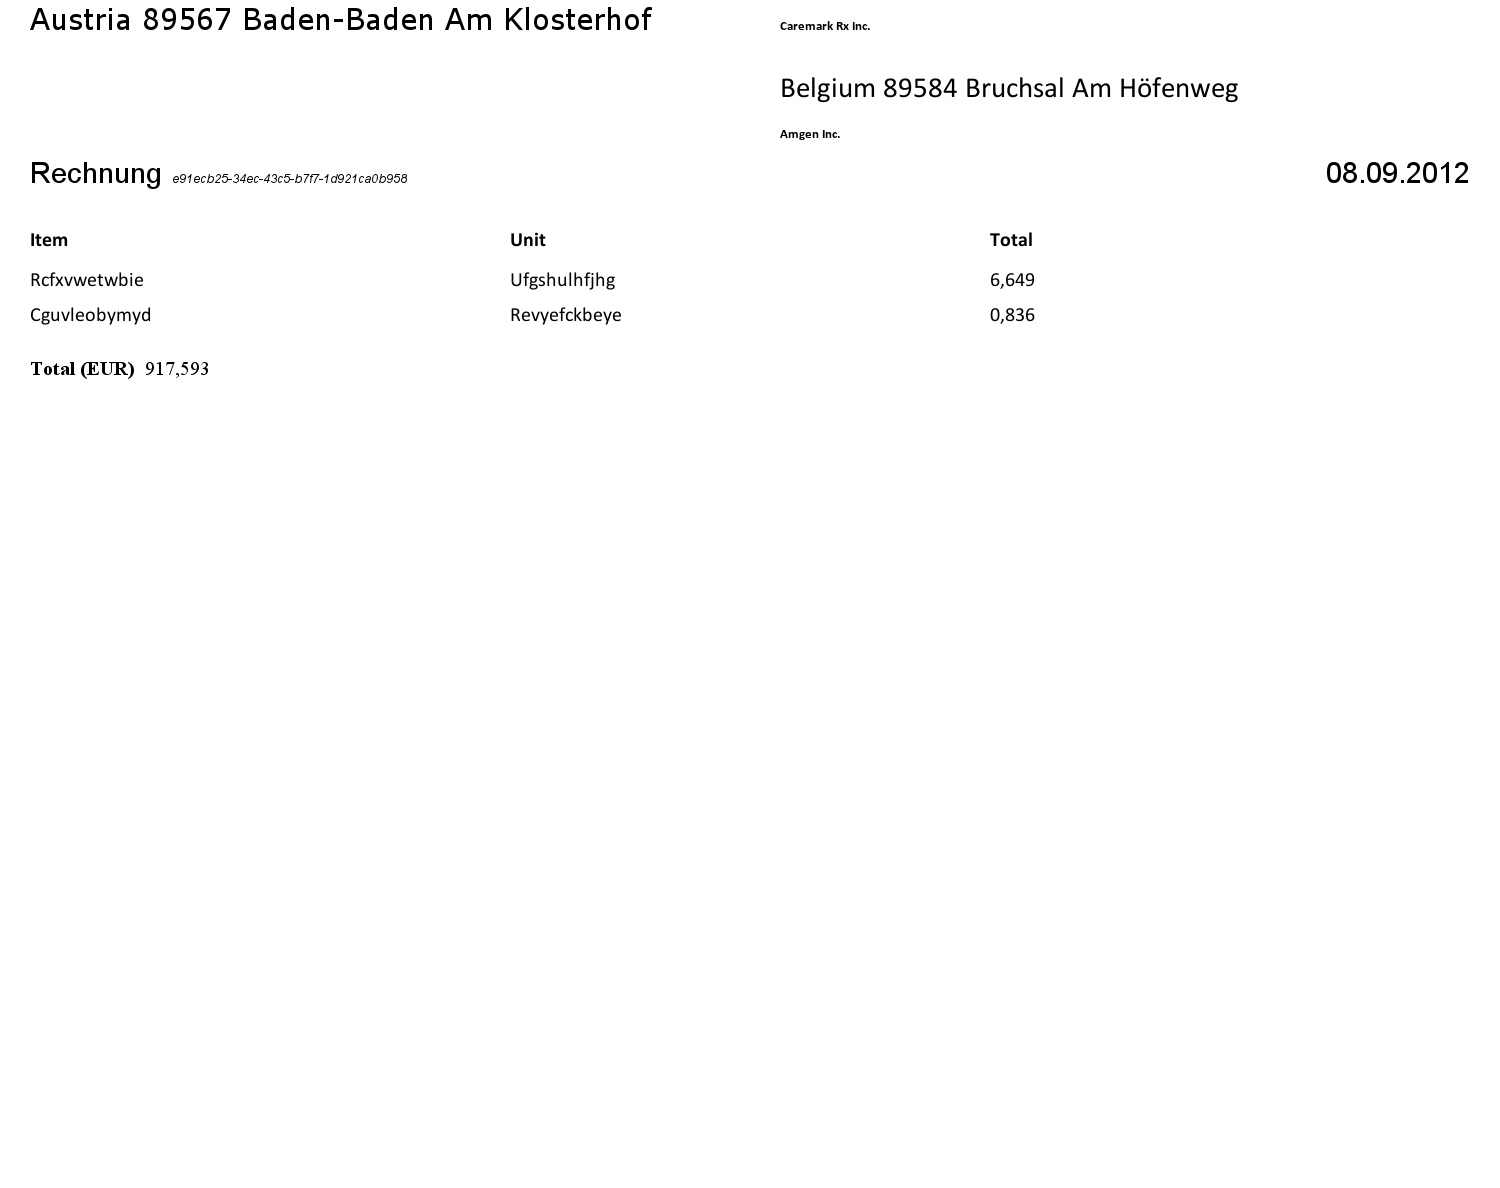 Austria 89567 Baden-Baden Am Klosterhof
Caremark Rx Inc.
Belgium 89584 Bruchsal Am Höfenweg
Amgen Inc.
Rechnung e91ecb25-34ec-43c5-b7f7-1d921ca0b958 08.09.2012
Item Unit Total
Rcfxvwetwbie Ufgshulhfjhg 6,649
Cguvleobymyd Revyefckbeye 0,836
Total (EUR) 917,593